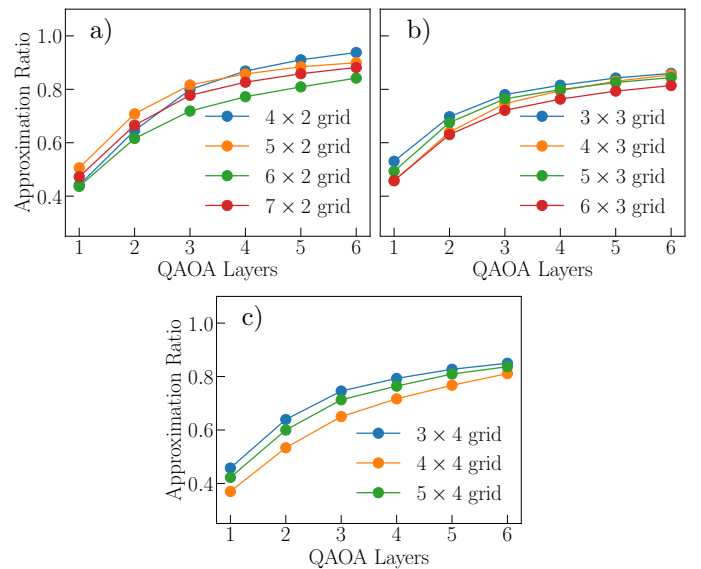 a)
1.0
0.8
0.6
0.4
Approximation Ratio
4 × 2 grid
5 × 2 grid
6 × 2 grid
7 × 2 grid
1 2 3 4 5 6
QAOA Layers
b)
3 × 3 grid
4 × 3 grid
5 × 3 grid
6 × 3 grid
1 2 3 4 5 6
QAOA Layers
c)
1.0
0.8
0.6
0.4
Approximation Ratio
3 × 4 grid
4 × 4 grid
5 × 4 grid
1 2 3 4 5 6
QAOA Layers